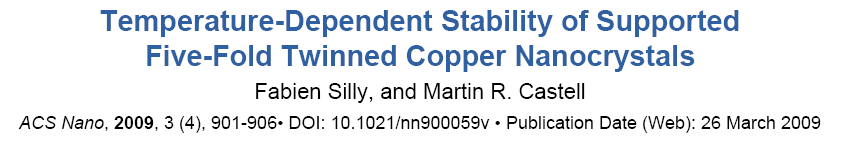 Temperature-Dependent Stability of Supported
Five-Fold Twinned Copper Nanocrystals
Fabien Silly, and Martin R. Castell
ACS Nano, 2009, 3 (4), 901-906• DOI: 10.1021/nn900059v • Publication Date (Web): 26 March 2009